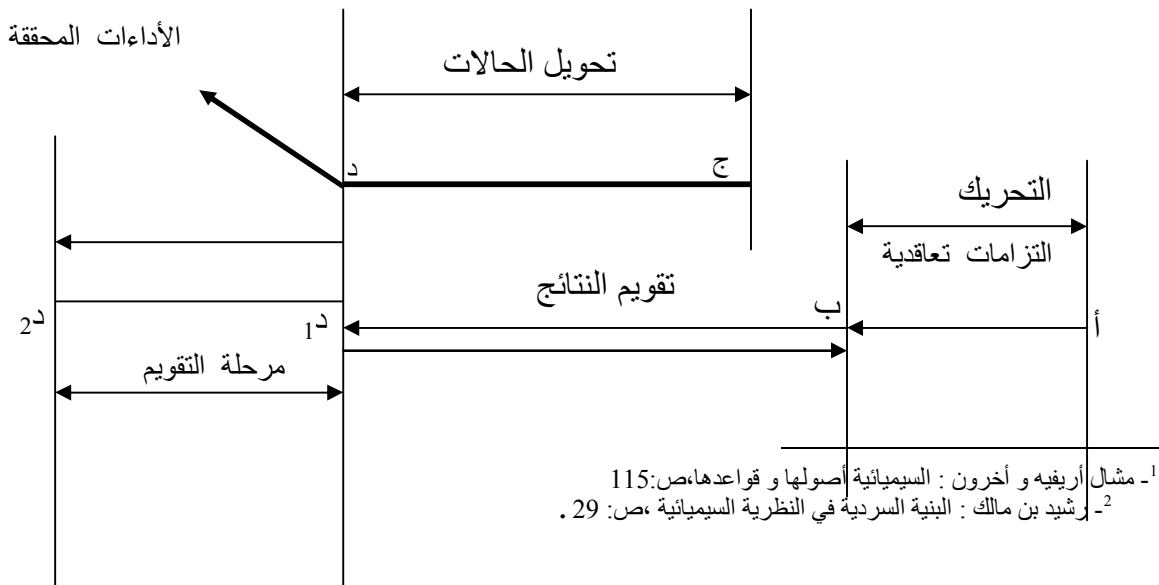 الأداءات المحققة
تحويل الحالات
ج
د
التحريك
التزامات تعاقدية
تقويم النتائج
أ
ب
د1
د2
مرحلة التقويم
1- مشال أريفيه و أخرون : السيميائية أصولها و قواعدها،ص:115
2- رشيد بن مالك : البنية السردية في النظرية السيميائية ،ص: 29 .